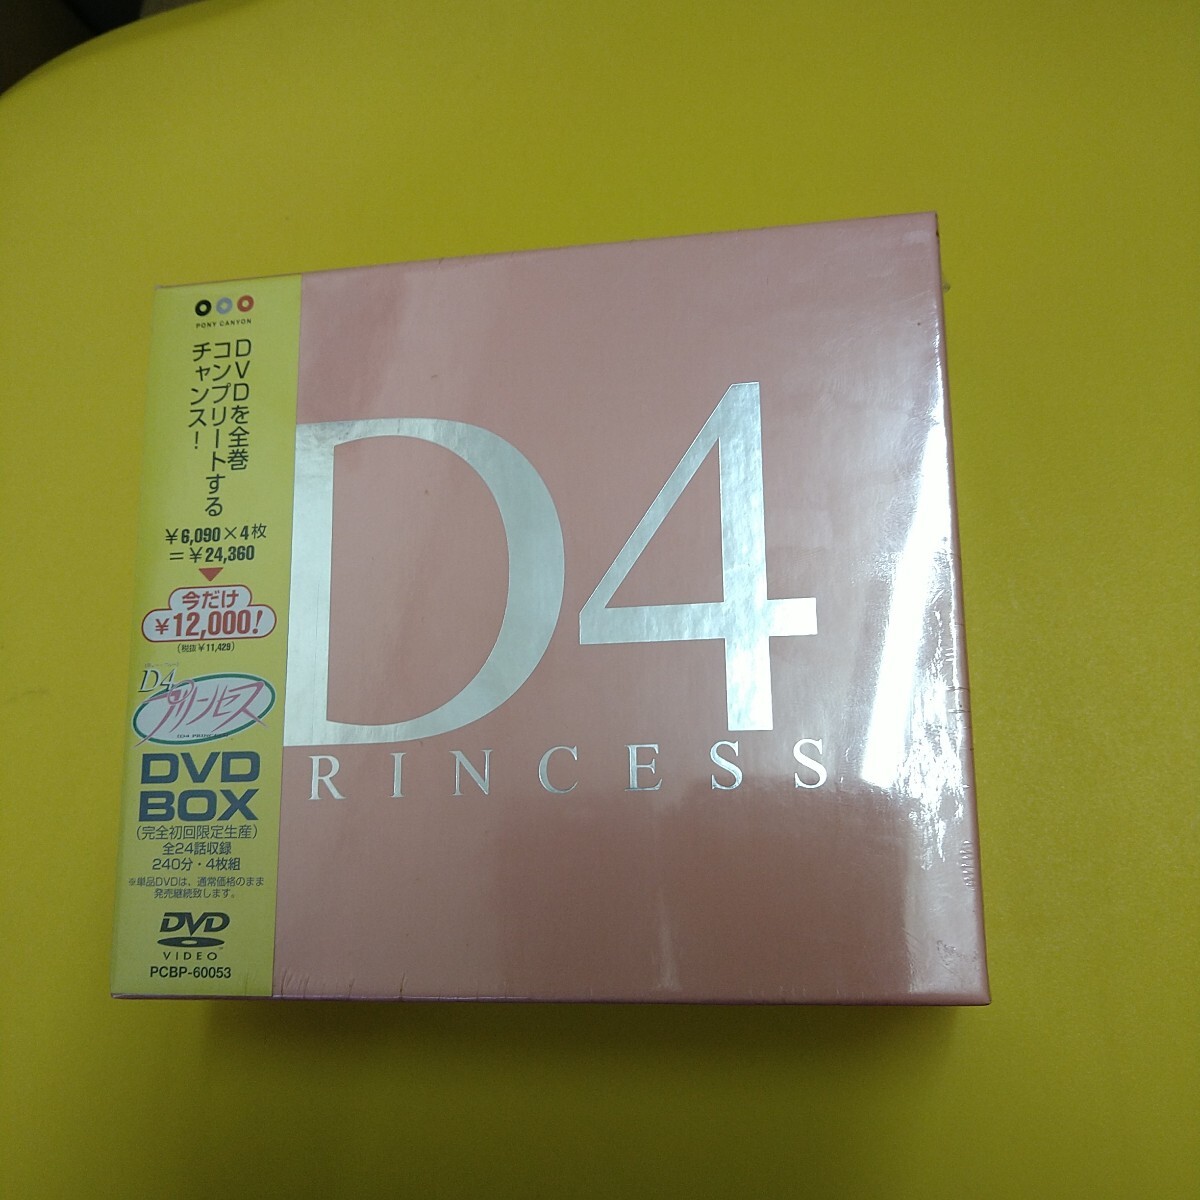 PONY CANYON
DVDを全巻
コンプリートする
チャンス!
¥6,090×4枚
=¥24,360
今だけ
¥12,000!
(税抜¥11,429)
D4
プリンセス
DVD
BOX
(完全初回限定生産)
全24話収録
240分・4枚組
※単品DVDは、通常価格のまま
発売継続致します。
DVD
VIDEO
PCBP-60053
D4
RINCESS